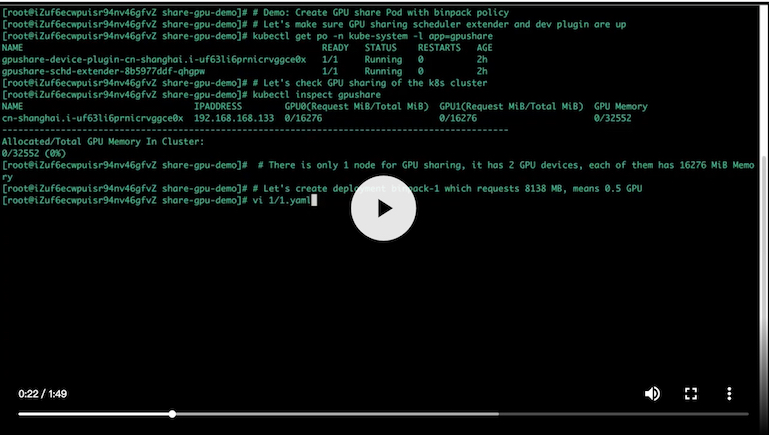 [root@iZuf6ecwpuisr94nv46gfvZ share-gpu-demo]# # Demo: Create GPU share Pod with binpack policy
[root@iZuf6ecwpuisr94nv46gfvZ share-gpu-demo]# # Let's make sure GPU sharing scheduler extender and dev plugin are up
[root@iZuf6ecwpuisr94nv46gfvZ share-gpu-demo]# kubectl get po -n kube-system -l app=gpushare
NAME READY STATUS RESTARTS AGE
gpushare-device-plugin-cn-shanghai.i-uf63li6prnicrvggce0x 1/1 Running 0 2h
gpushare-schd-extender-8b5977ddf-qhgpw 1/1 Running 0 2h
[root@iZuf6ecwpuisr94nv46gfvZ share-gpu-demo]# # Let's check GPU sharing of the k8s cluster
[root@iZuf6ecwpuisr94nv46gfvZ share-gpu-demo]# kubectl inspect gpushare
NAME IPADDRESS GPU0(Request MiB/Total MiB) GPU1(Request MiB/Total MiB) GPU Memory
cn-shanghai.i-uf63li6prnicrvggce0x 192.168.168.133 0/16276 0/16276 0/32552
--------------------------------------------------------------------------------
Allocated/Total GPU Memory In Cluster:
0/32552 (0%)
[root@iZuf6ecwpuisr94nv46gfvZ share-gpu-demo]#  # There is only 1 node for GPU sharing, it has 2 GPU devices, each of them has 16276 MiB Memo
ry
[root@iZuf6ecwpuisr94nv46gfvZ share-gpu-demo]# # Let's create deployment binpack-1 which requests 8138 MB, means 0.5 GPU
[root@iZuf6ecwpuisr94nv46gfvZ share-gpu-demo]# vi 1/1.yaml
0:22 / 1:49